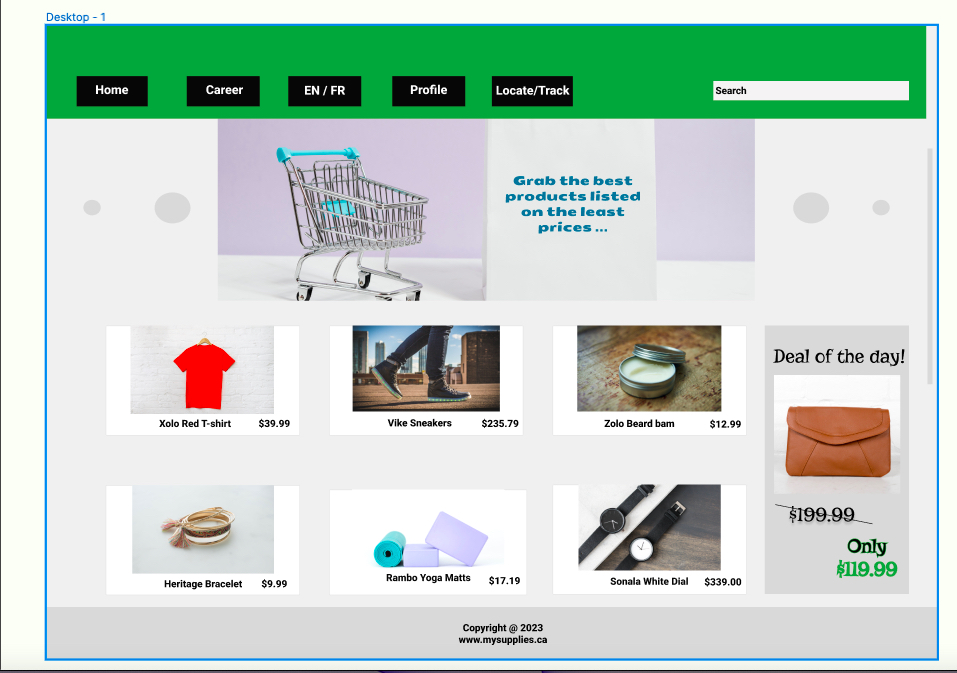 Desktop - 1
Home
Career
EN / FR
Profile
Locate/Track
Search
Grab the best
products listed
on the least
prices ...
Xolo Red T-shirt $39.99
Vike Sneakers $235.79
Zolo Beard bam $12.99
Deal of the day!
$199.99
Only
$119.99
Heritage Bracelet $9.99
Rambo Yoga Matts $17.19
Sonala White Dial $339.00
Copyright @ 2023
www.mysupplies.ca